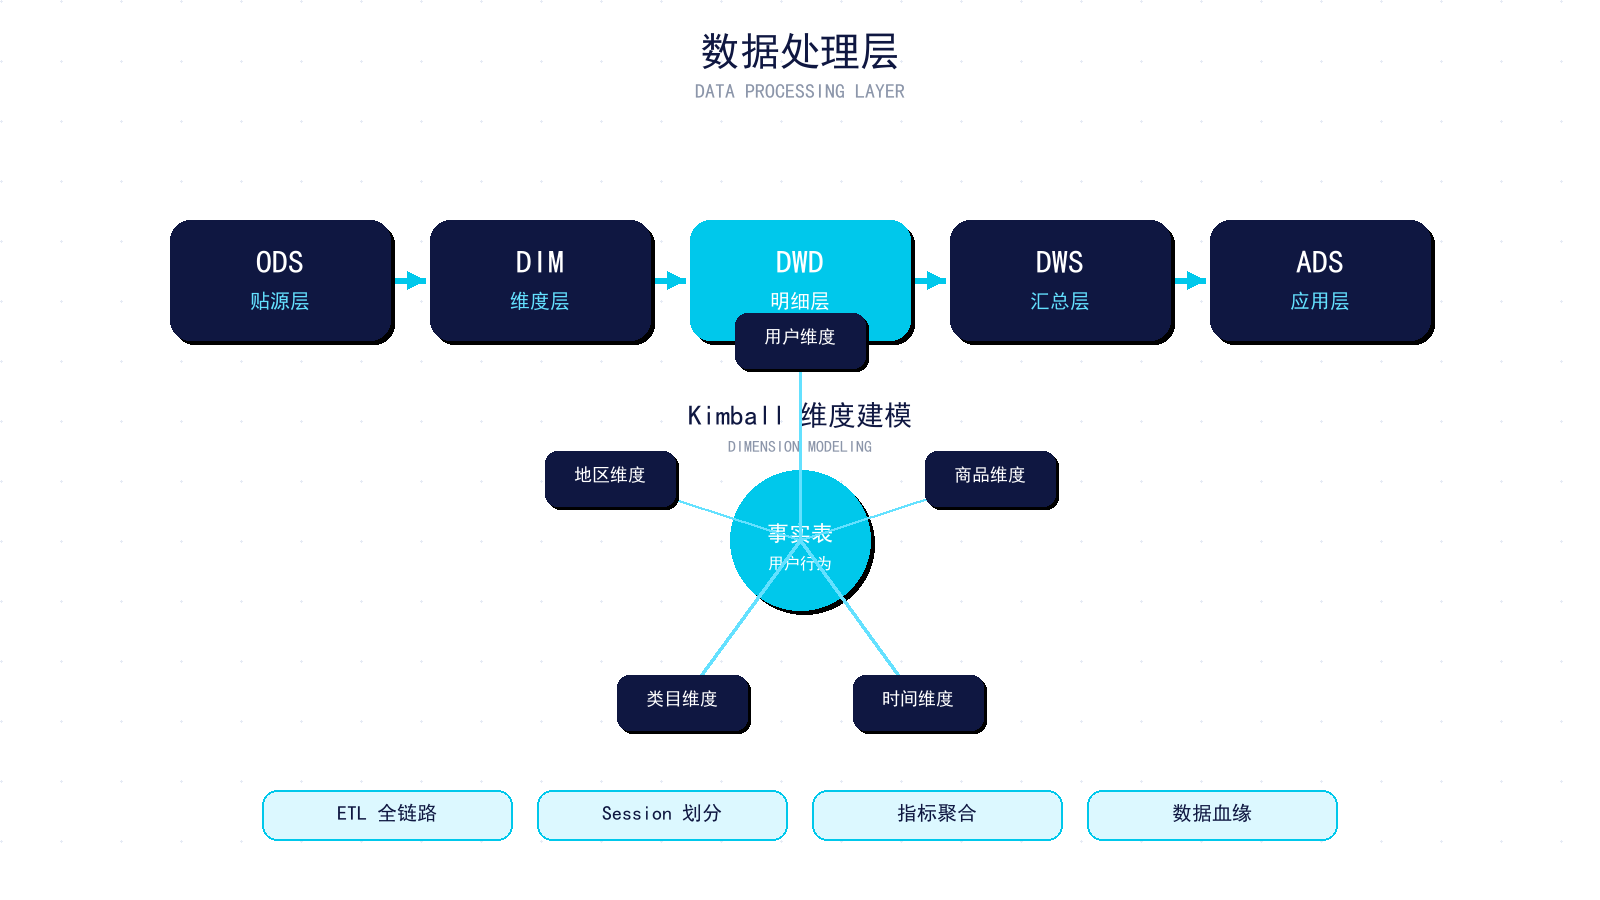 数据处理层
DATA PROCESSING LAYER
ODS
贴源层
DIM
维度层
DWD
明细层
DWS
汇总层
ADS
应用层
用户维度
Kimball 维度建模
DIMENSION MODELING
地区维度
商品维度
事实表
用户行为
类目维度
时间维度
ETL 全链路
Session 划分
指标聚合
数据血缘